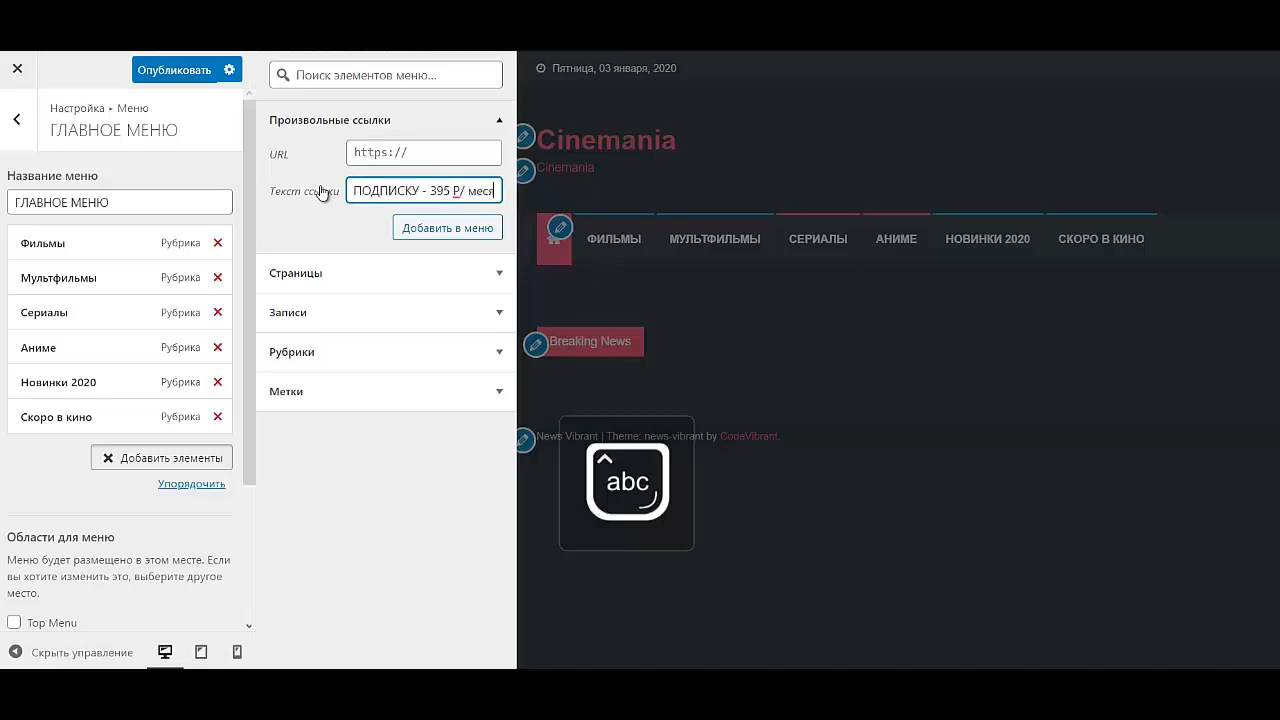 Опубликовать
Настройка ▸ Меню
ГЛАВНОЕ МЕНЮ
Название меню
ГЛАВНОЕ МЕНЮ
Фильмы Рубрика
Мультфильмы Рубрика
Сериалы Рубрика
Аниме Рубрика
Новинки 2020 Рубрика
Скоро в кино Рубрика
Добавить элементы
Упорядочить
Области для меню
Меню будет размещено в этом месте. Если
вы хотите изменить это, выберите другое
место.
Top Menu
Скрыть управление
Поиск элементов меню...
Произвольные ссылки
URL https://
Текст ссылки ПОДПИСКУ - 395 Р/ меся
Добавить в меню
Страницы
Записи
Рубрики
Метки
Пятница, 03 января, 2020
Cinemania
Cinemania
ФИЛЬМЫ МУЛЬТФИЛЬМЫ СЕРИАЛЫ АНИМЕ НОВИНКИ 2020 СКОРО В КИНО
Breaking News
News Vibrant | Theme: news-vibrant by CodeVibrant.
abc